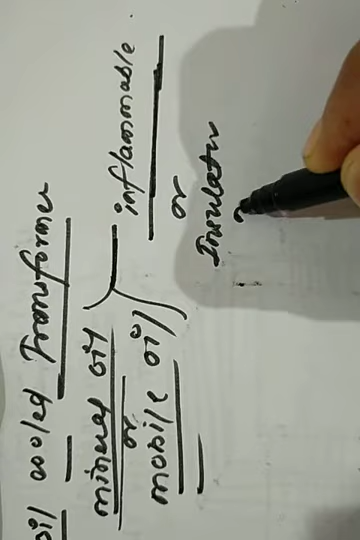 oil cooled Transformer
mineral oil — inflammable
or
mobile oil
or
Insulator